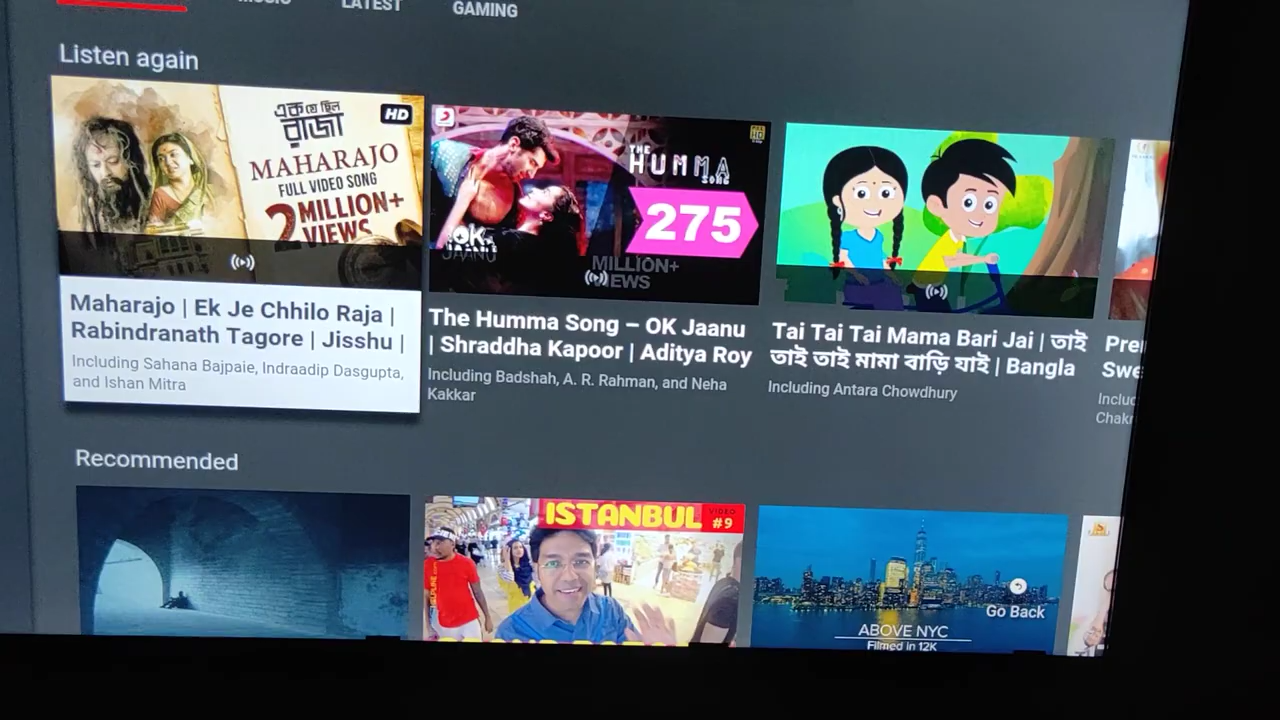 MUSIC
LATEST
GAMING
Listen again
এক যে ছিল
রাজা
HD
MAHARAJO
FULL VIDEO SONG
2 MILLION+
VIEWS
THE
HUMMA
SONG
275
MILLION+
VIEWS
OK
JAANU
Maharajo | Ek Je Chhilo Raja |
Rabindranath Tagore | Jisshu |
Including Sahana Bajpaie, Indraadip Dasgupta,
and Ishan Mitra
The Humma Song – OK Jaanu
| Shraddha Kapoor | Aditya Roy
Including Badshah, A. R. Rahman, and Neha
Kakkar
Tai Tai Tai Mama Bari Jai | তাই
তাই তাই মামা বাড়ি যাই | Bangla
Including Antara Chowdhury
Recommended
ISTANBUL
VIDEO
#9
Go Back
ABOVE NYC
Filmed in 12K